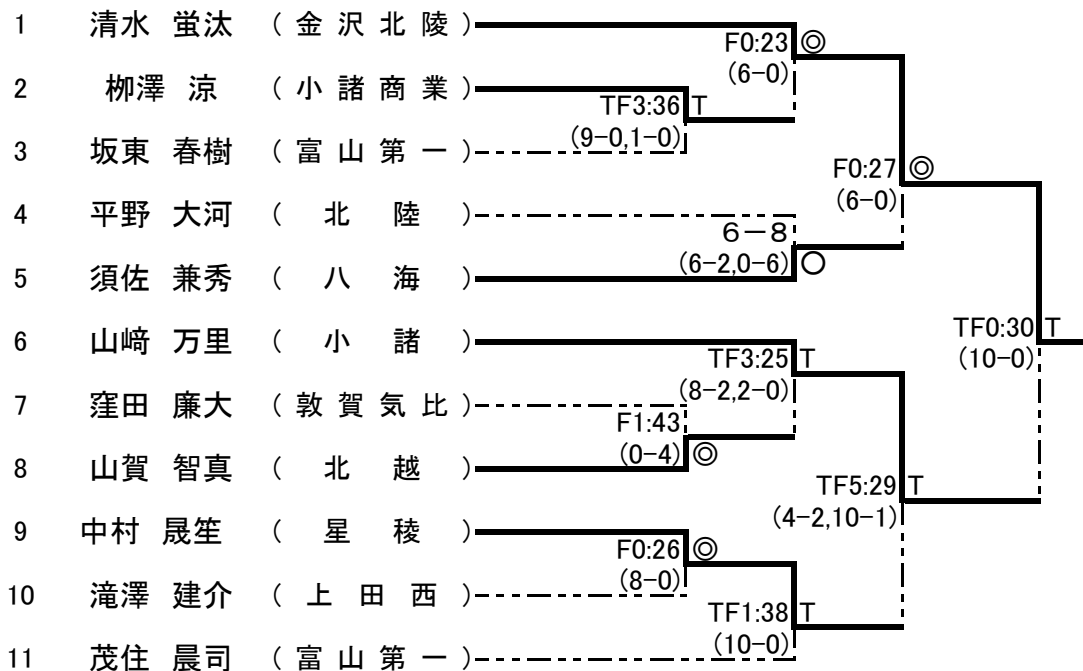 1 清水 蛍汰 (金沢北陵)
F0:23 ◎
(6-0)
2 栁澤 涼 (小諸商業)
TF3:36 T
(9-0,1-0)
3 坂東 春樹 (富山第一)
F0:27 ◎
(6-0)
4 平野 大河 (北陸)
6-8
(6-2,0-6) ○
5 須佐 兼秀 (八海)
TF0:30 T
(10-0)
6 山﨑 万里 (小諸)
TF3:25 T
(8-2,2-0)
7 窪田 廉大 (敦賀気比)
F1:43
(0-4) ◎
8 山賀 智真 (北越)
TF5:29 T
(4-2,10-1)
9 中村 晟笙 (星稜)
F0:26 ◎
(8-0)
10 滝澤 建介 (上田西)
TF1:38 T
(10-0)
11 茂住 晨司 (富山第一)